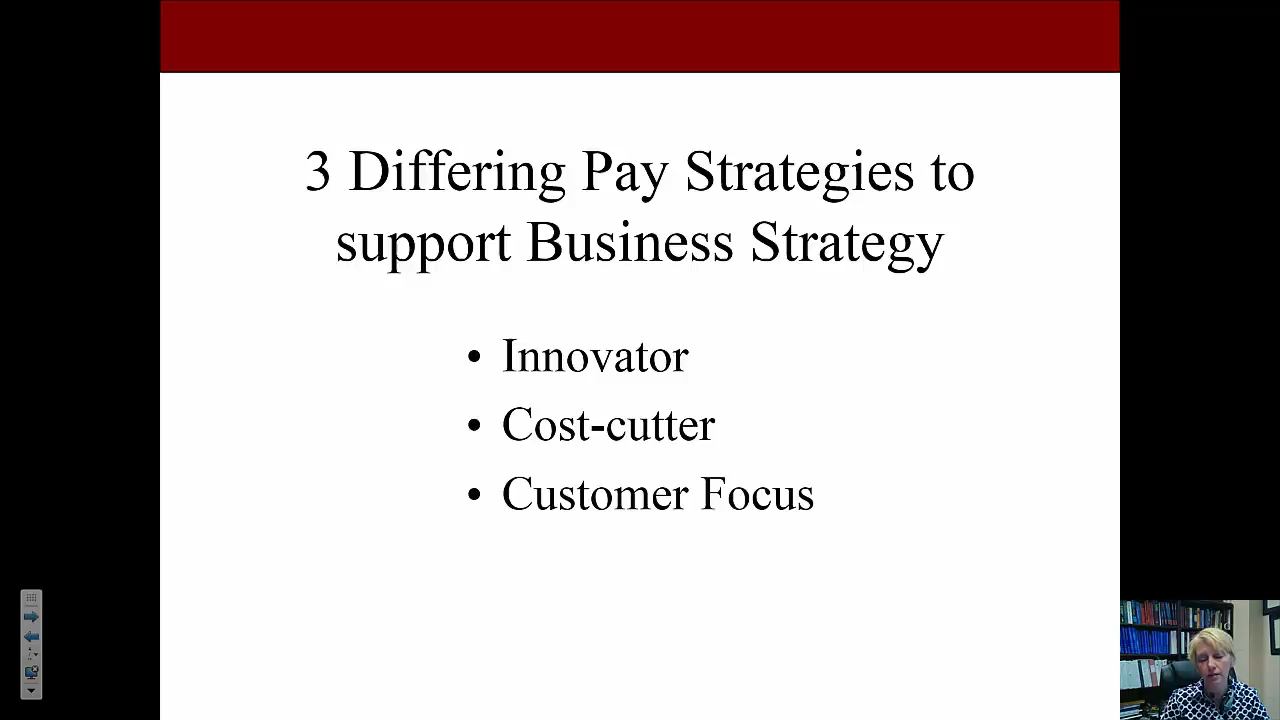 3 Differing Pay Strategies to
support Business Strategy
• Innovator
• Cost-cutter
• Customer Focus